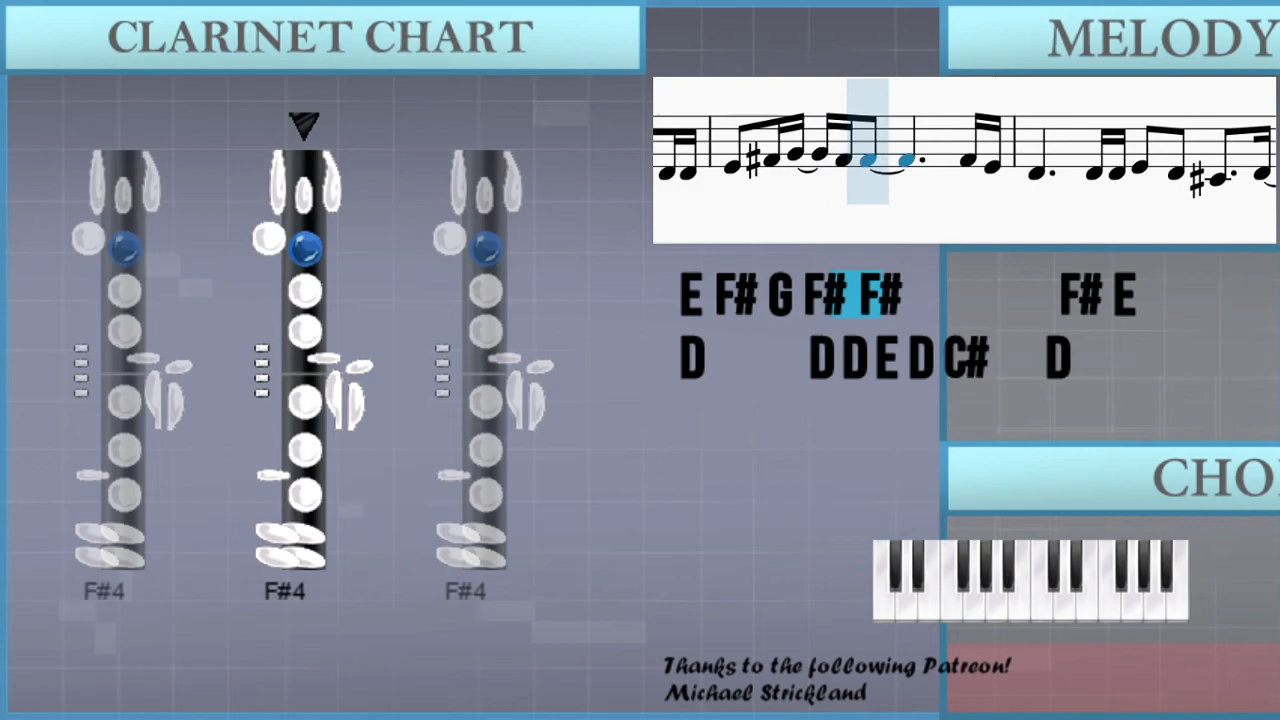 CLARINET CHART
MELODY
E F# G F# F# F# E
D D D E D C# D
F#4 F#4 F#4
CHO
Thanks to the following Patreon!
Michael Strickland